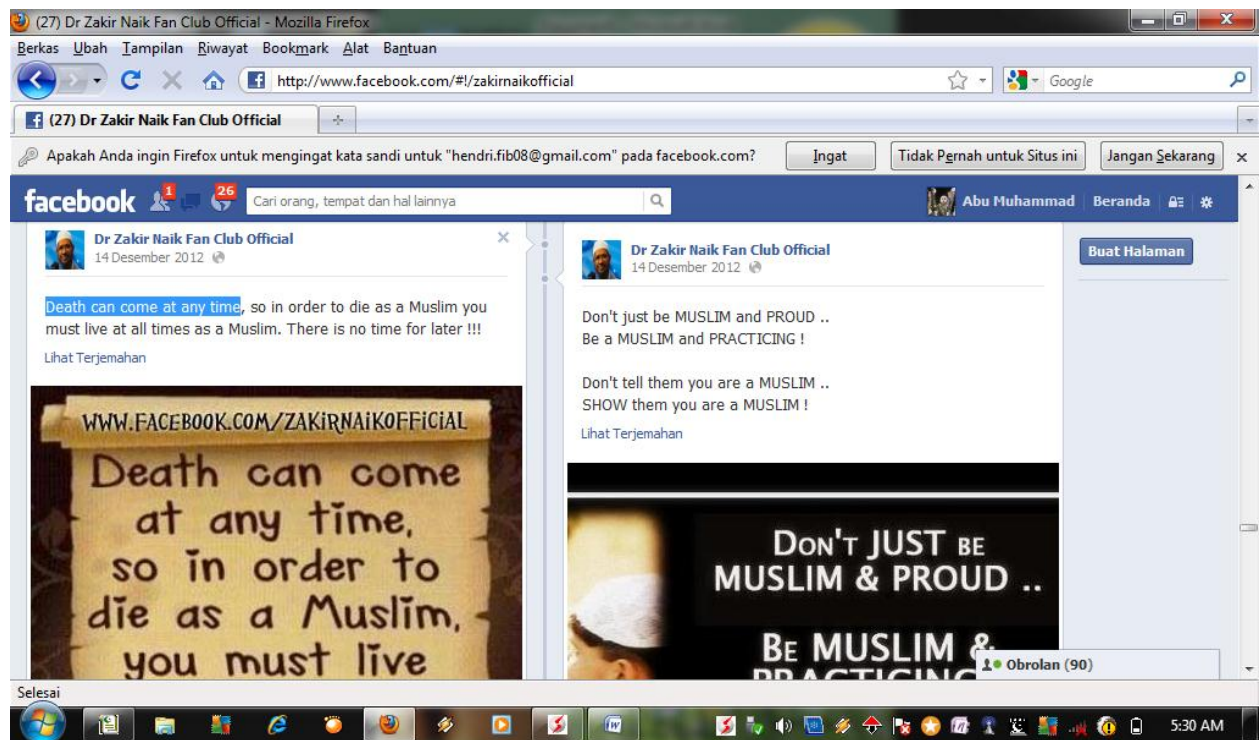 (27) Dr Zakir Naik Fan Club Official - Mozilla Firefox
Berkas Ubah Tampilan Riwayat Bookmark Alat Bantuan
http://www.facebook.com/#!/zakirnaikofficial
Google
(27) Dr Zakir Naik Fan Club Official
Apakah Anda ingin Firefox untuk mengingat kata sandi untuk "hendri.fib08@gmail.com" pada facebook.com? Ingat Tidak Pernah untuk Situs ini Jangan Sekarang
facebook 1 26 Cari orang, tempat dan hal lainnya Abu Muhammad Beranda
Dr Zakir Naik Fan Club Official
14 Desember 2012
Death can come at any time, so in order to die as a Muslim you
must live at all times as a Muslim. There is no time for later !!!
Lihat Terjemahan
WWW.FACEBOOK.COM/ZAKIRNAIKOFFICIAL
Death can come
at any time,
so in order to
die as a Muslim,
you must live
Dr Zakir Naik Fan Club Official
14 Desember 2012
Don't just be MUSLIM and PROUD ..
Be a MUSLIM and PRACTICING !
Don't tell them you are a MUSLIM ..
SHOW them you are a MUSLIM !
Lihat Terjemahan
DON'T JUST BE
MUSLIM & PROUD ..
BE MUSLIM &
PRACTICING
Buat Halaman
Obrolan (90)
Selesai
5:30 AM